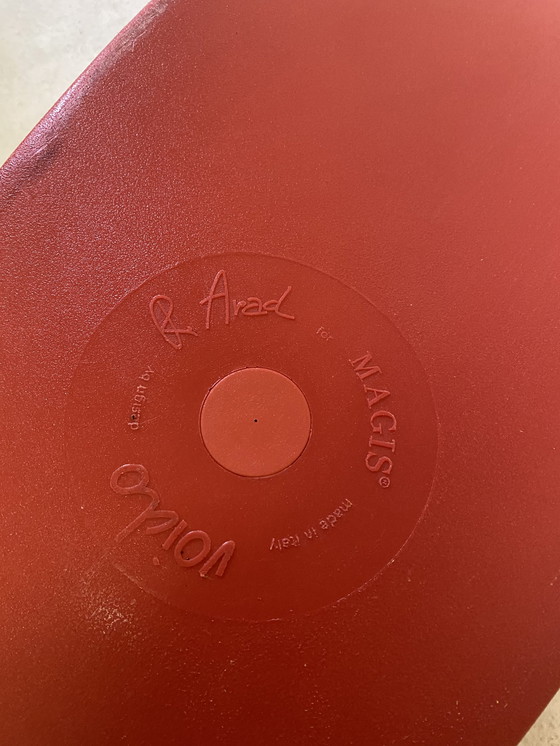 voido
design by
R Arad
for
MAGIS®
made in italy